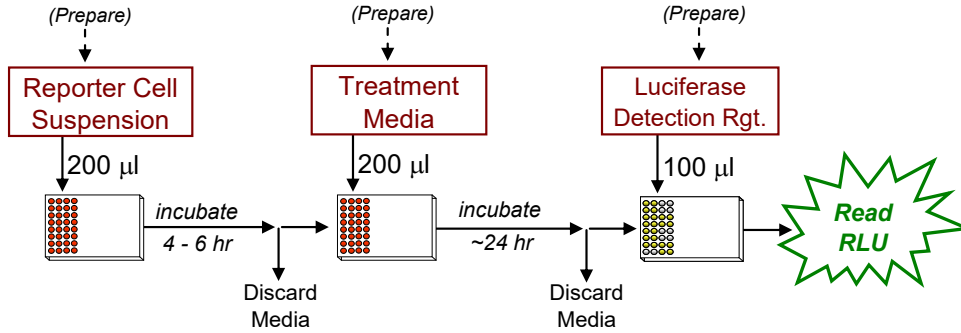 (Prepare)
(Prepare)
(Prepare)
Reporter Cell
Suspension
Treatment
Media
Luciferase
Detection Rgt.
200 μl
200 μl
100 μl
incubate
4 - 6 hr
incubate
~24 hr
Read
RLU
Discard
Media
Discard
Media